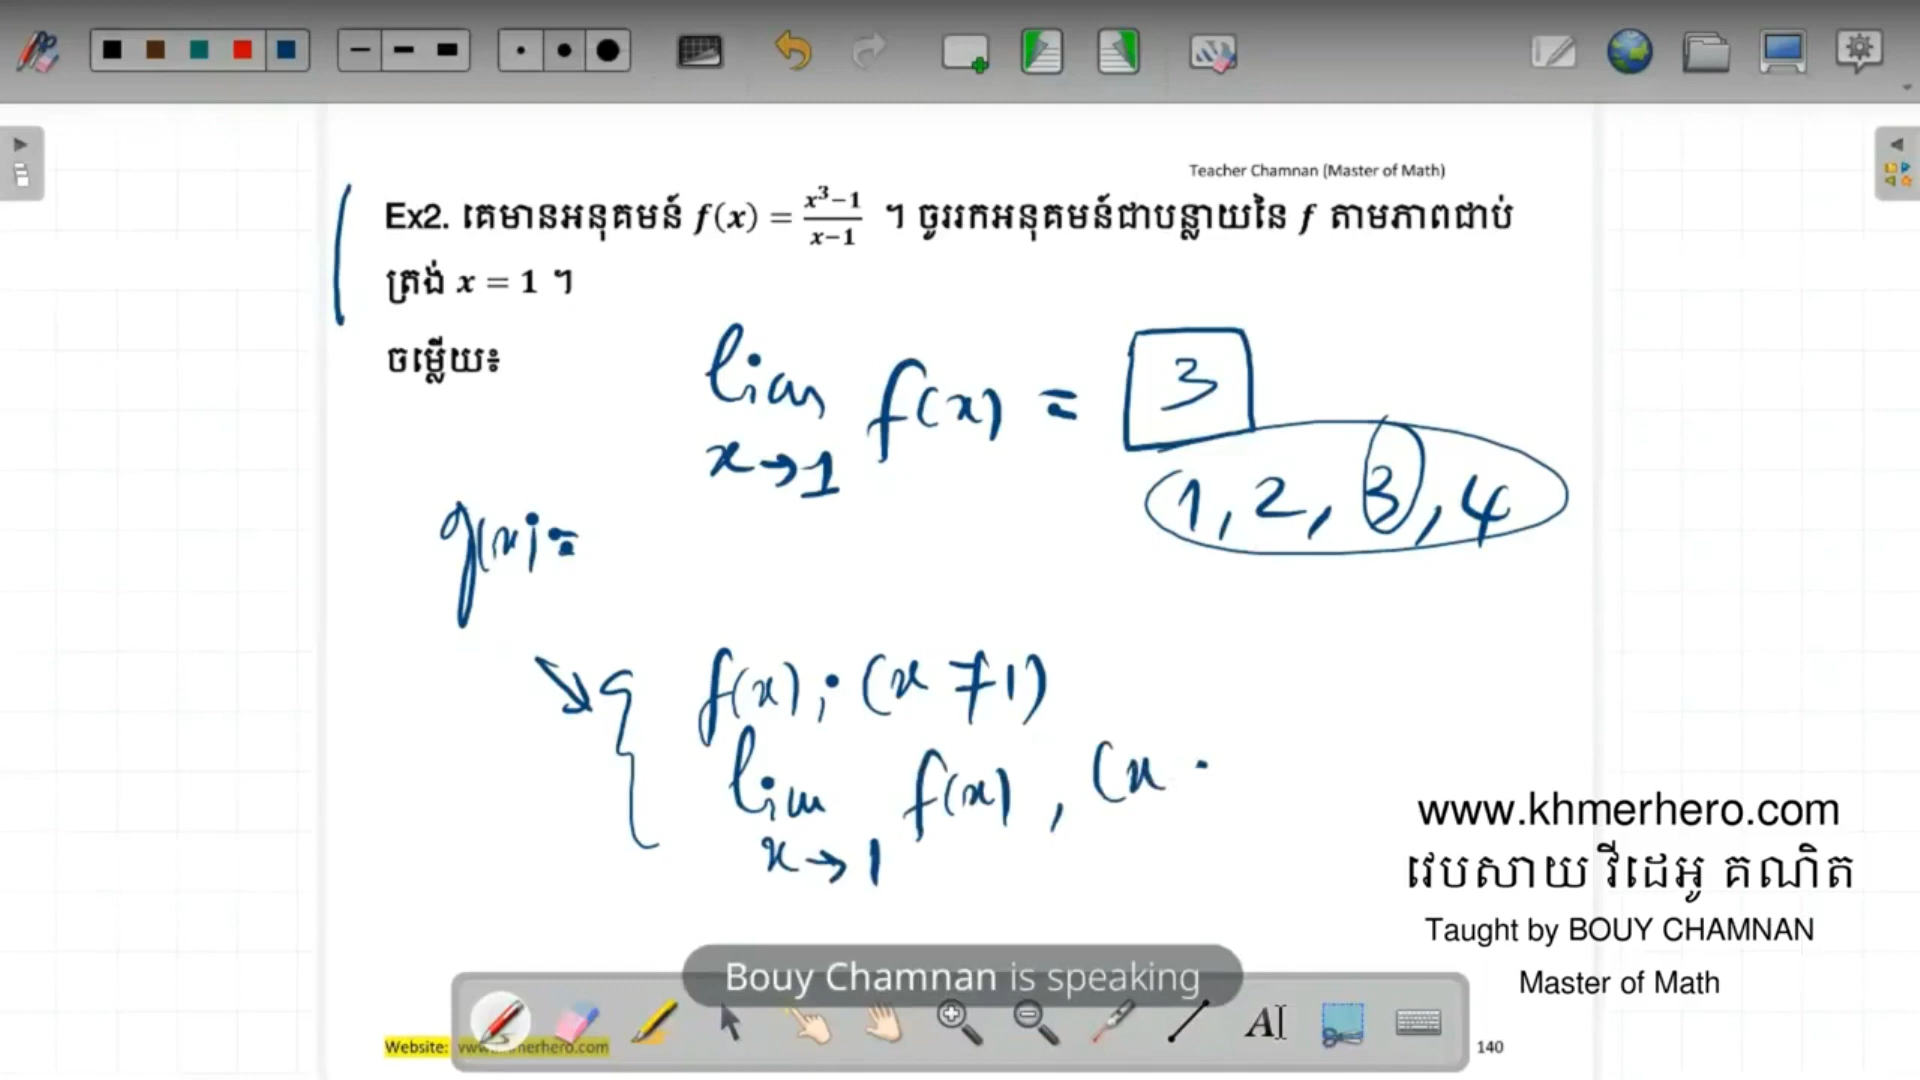 Teacher Chamnan (Master of Math)
Ex2. គេមានអនុគមន៍ f(x) = x³−1 / x−1 ។ ចូររកអនុគមន៍ជាបន្លាយនៃ f តាមភាពជាប់
ត្រង់ x = 1 ។
ចម្លើយ៖
lim f(x) = 3
x→1
1, 2, 3, 4
g(x) =
f(x); (x ≠ 1)
lim f(x), (x
x→1
www.khmerhero.com
វេបសាយ វីដេអូ គណិត
Taught by BOUY CHAMNAN
Master of Math
Bouy Chamnan is speaking
Website: www.khmerhero.com
140